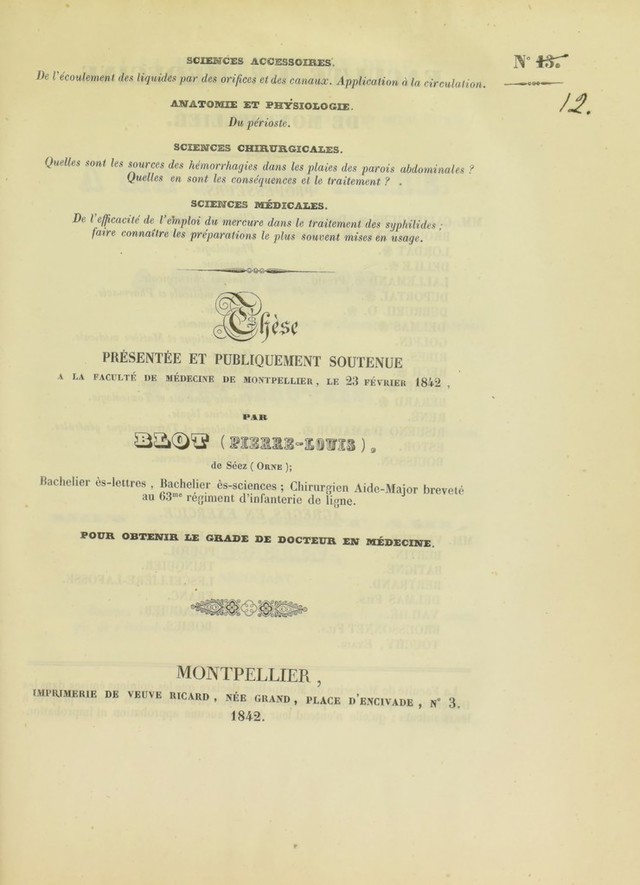 SCIENCES ACCESSOIRES.
De l'écoulement des liquides par des orifices et des canaux. Application à la circulation.
N° 13.
12.
ANATOMIE ET PHYSIOLOGIE.
Du périoste.
SCIENCES CHIRURGICALES.
Quelles sont les sources des hémorrhagies dans les plaies des parois abdominales ?
Quelles en sont les conséquences et le traitement ?
SCIENCES MÉDICALES.
De l'efficacité de l'emploi du mercure dans le traitement des syphilides ;
faire connaître les préparations le plus souvent mises en usage.
Thèse
PRÉSENTÉE ET PUBLIQUEMENT SOUTENUE
A LA FACULTÉ DE MÉDECINE DE MONTPELLIER, LE 23 FÉVRIER 1842,
PAR
BLOT (PIERRE-LOUIS),
de Séez (ORNE);
Bachelier ès-lettres, Bachelier ès-sciences ; Chirurgien Aide-Major breveté
au 63me régiment d'infanterie de ligne.
POUR OBTENIR LE GRADE DE DOCTEUR EN MÉDECINE.
MONTPELLIER,
IMPRIMERIE DE VEUVE RICARD, NÉE GRAND, PLACE D'ENCIVADE, N° 3.
1842.